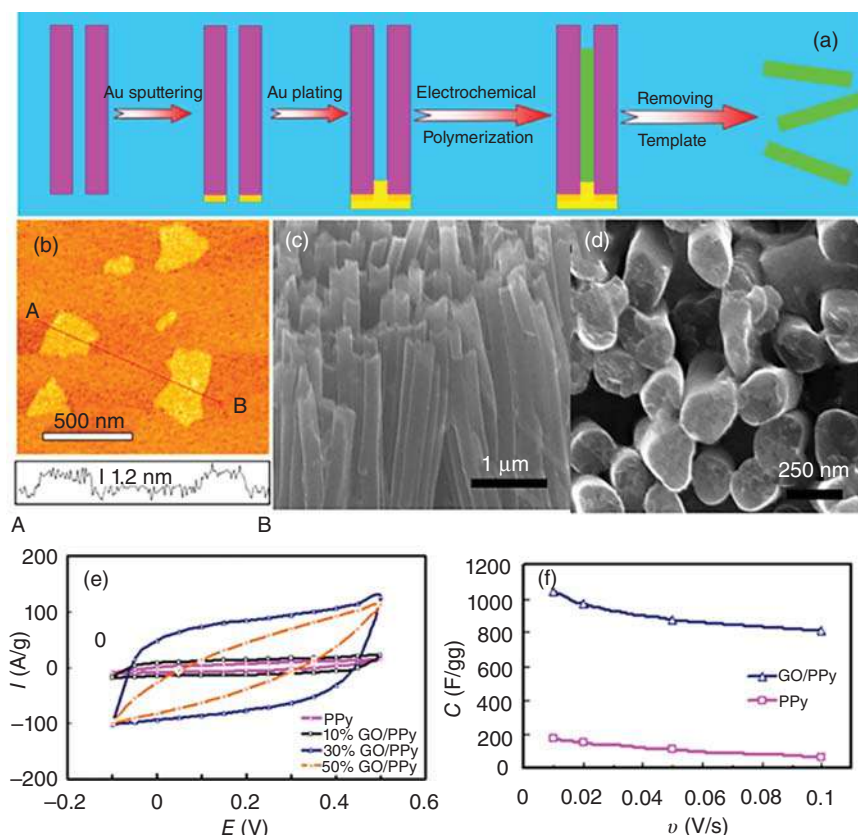 (a)
Au sputtering
Au plating
Electrochemical
Polymerization
Removing
Template
(b)
A
B
500 nm
1.2 nm
A
B
(c)
1 μm
(d)
250 nm
(e)
200
100
0
0
−100
−200
I (A/g)
PPy
10% GO/PPy
30% GO/PPy
50% GO/PPy
−0.2 0 0.2 0.4 0.6
E (V)
(f)
1200
1000
800
600
400
200
0
C (F/gg)
GO/PPy
PPy
0 0.02 0.04 0.06 0.08 0.1
υ (V/s)